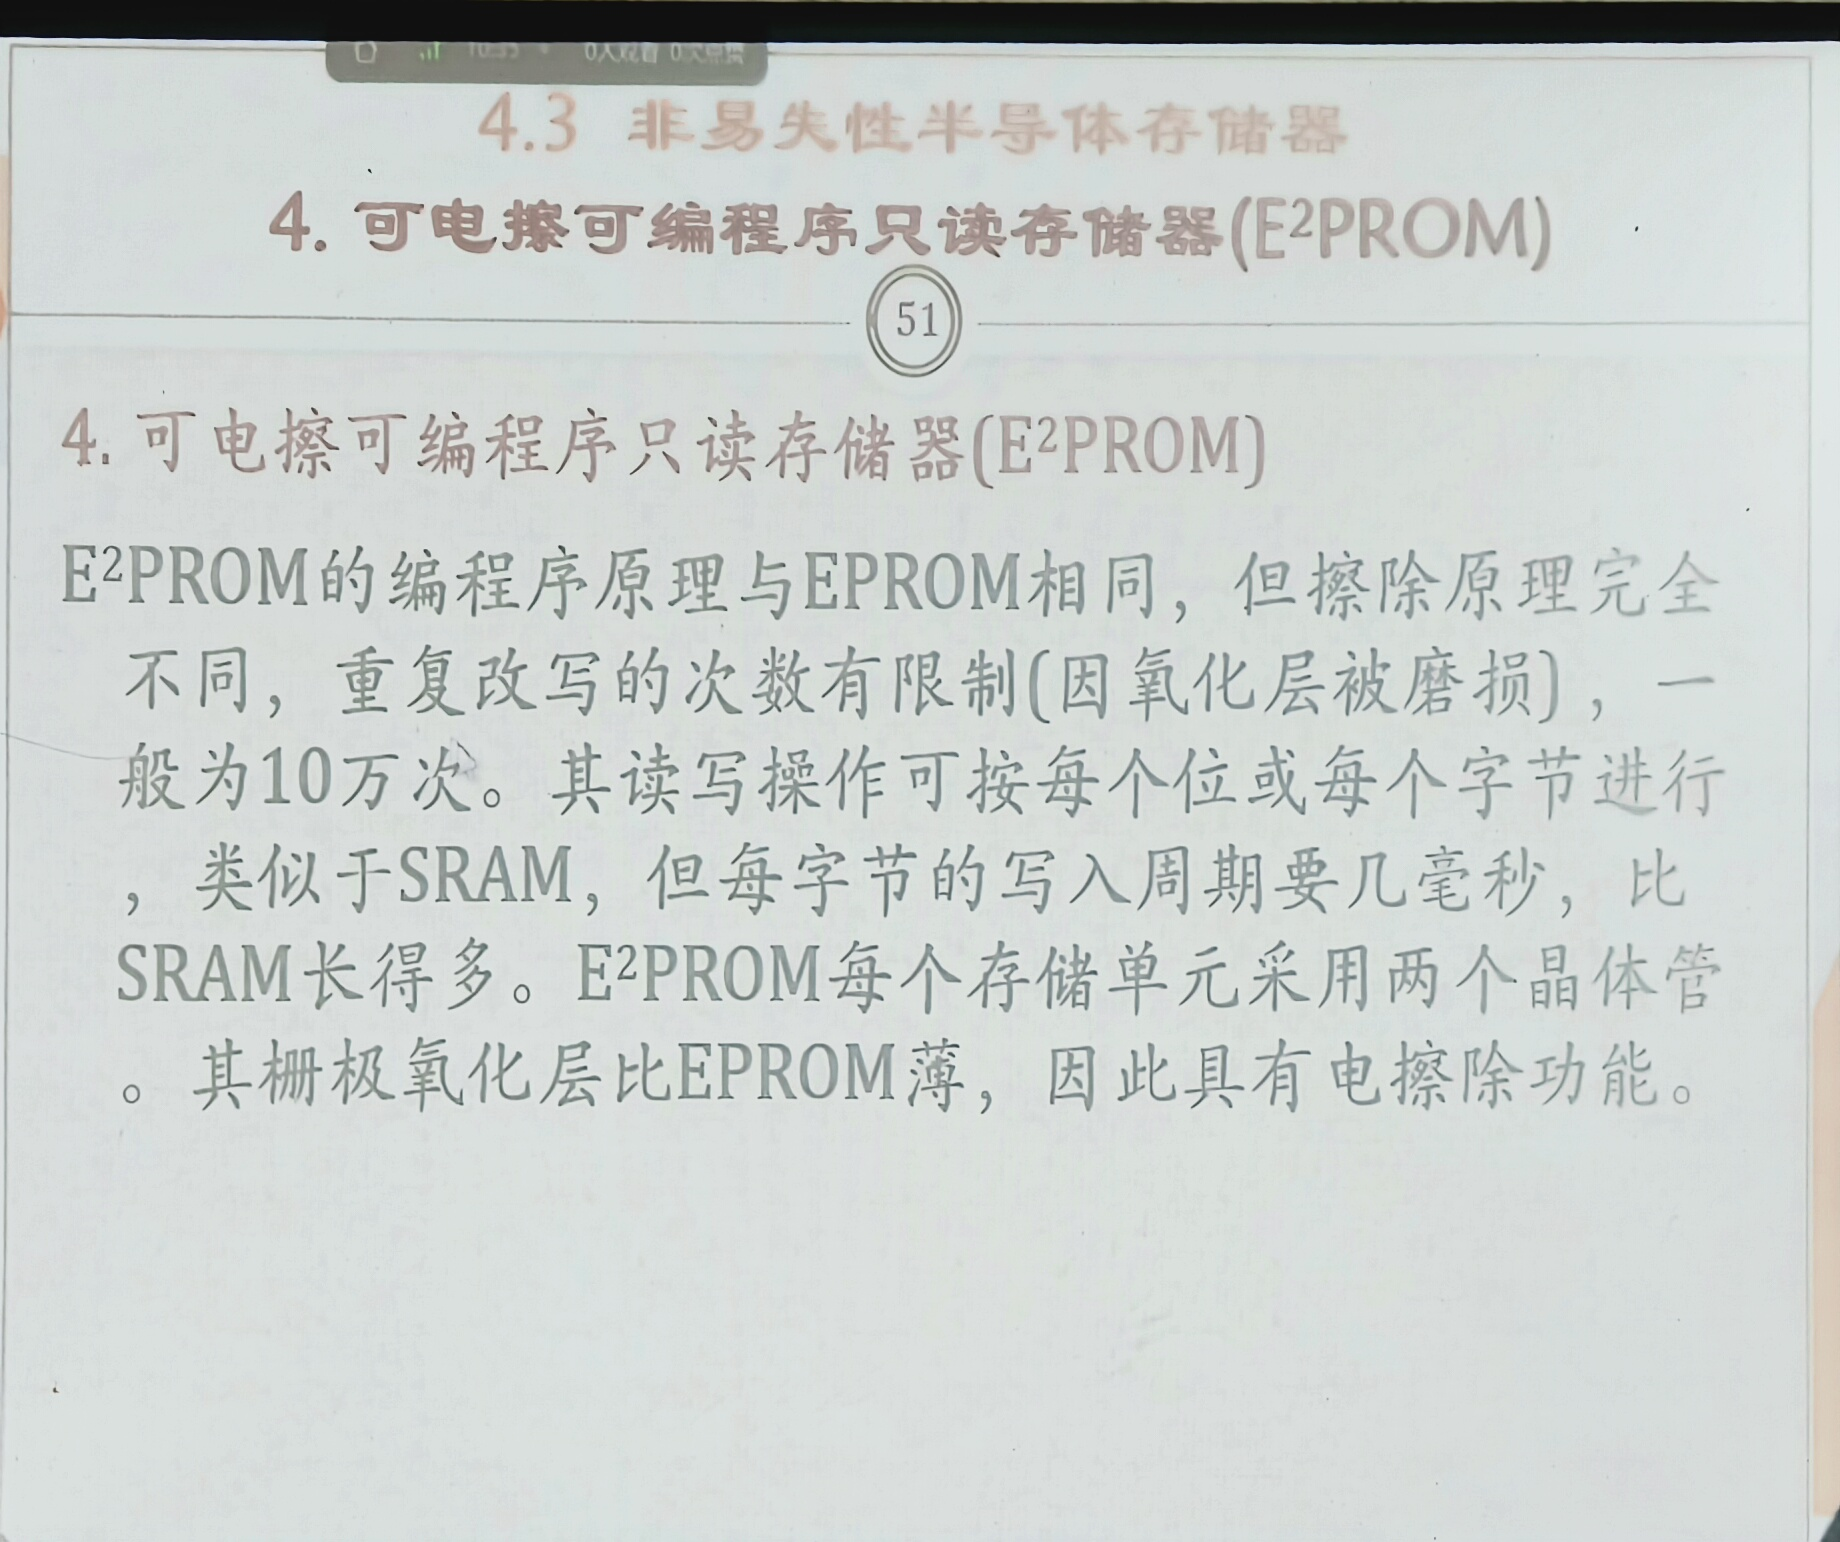 4.3 非易失性半导体存储器
4. 可电擦可编程序只读存储器(E²PROM)
51
4. 可电擦可编程序只读存储器(E²PROM)
E²PROM的编程序原理与EPROM相同，但擦除原理完全
不同，重复改写的次数有限制(因氧化层被磨损)，一
般为10万次。其读写操作可按每个位或每个字节进行
，类似于SRAM，但每字节的写入周期要几毫秒，比
SRAM长得多。E²PROM每个存储单元采用两个晶体管
。其栅极氧化层比EPROM薄，因此具有电擦除功能。